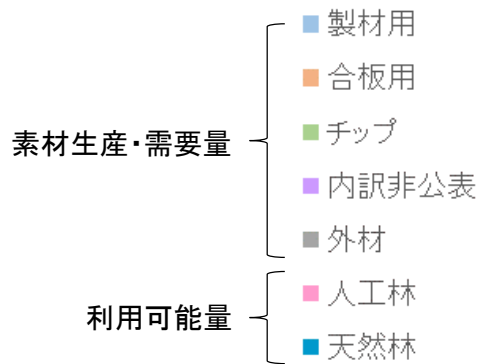 素材生産・需要量
製材用
合板用
チップ
内訳非公表
外材
利用可能量
人工林
天然林